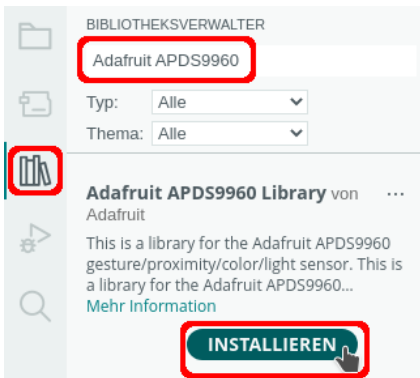 BIBLIOTHEKSVERWALTER
Adafruit APDS9960
Typ: Alle
Thema: Alle
Adafruit APDS9960 Library von ...
Adafruit
This is a library for the Adafruit APDS9960
gesture/proximity/color/light sensor. This is
a library for the Adafruit APDS9960...
Mehr Information
INSTALLIEREN